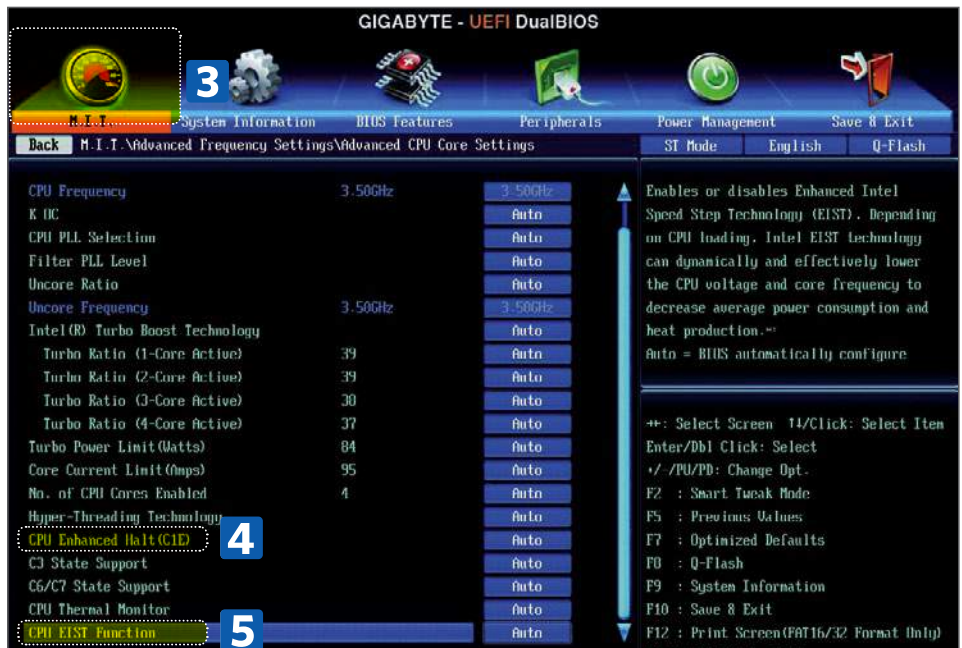 GIGABYTE - UEFI DualBIOS
3
M.I.T. System Information BIOS Features Peripherals Power Management Save & Exit
Back M.I.T.\Advanced Frequency Settings\Advanced CPU Core Settings ST Mode English Q-Flash
CPU Frequency 3.50GHz 3.50GHz
K OC Auto
CPU PLL Selection Auto
Filter PLL Level Auto
Uncore Ratio Auto
Uncore Frequency 3.50GHz 3.50GHz
Intel(R) Turbo Boost Technology Auto
Turbo Ratio (1-Core Active) 39 Auto
Turbo Ratio (2-Core Active) 39 Auto
Turbo Ratio (3-Core Active) 38 Auto
Turbo Ratio (4-Core Active) 37 Auto
Turbo Power Limit(Watts) 84 Auto
Core Current Limit(Amps) 95 Auto
No. of CPU Cores Enabled 4 Auto
Hyper-Threading Technology Auto
CPU Enhanced Halt(C1E) 4 Auto
C3 State Support Auto
C6/C7 State Support Auto
CPU Thermal Monitor Auto
CPU EIST Function 5 Auto
Enables or disables Enhanced Intel
Speed Step Technology (EIST). Depending
on CPU loading, Intel EIST technology
can dynamically and effectively lower
the CPU voltage and core frequency to
decrease average power consumption and
heat production.
Auto = BIOS automatically configure
→←: Select Screen ↑↓/Click: Select Item
Enter/Dbl Click: Select
+/-/PU/PD: Change Opt.
F2 : Smart Tweak Mode
F5 : Previous Values
F7 : Optimized Defaults
F8 : Q-Flash
F9 : System Information
F10 : Save & Exit
F12 : Print Screen(FAT16/32 Format Only)